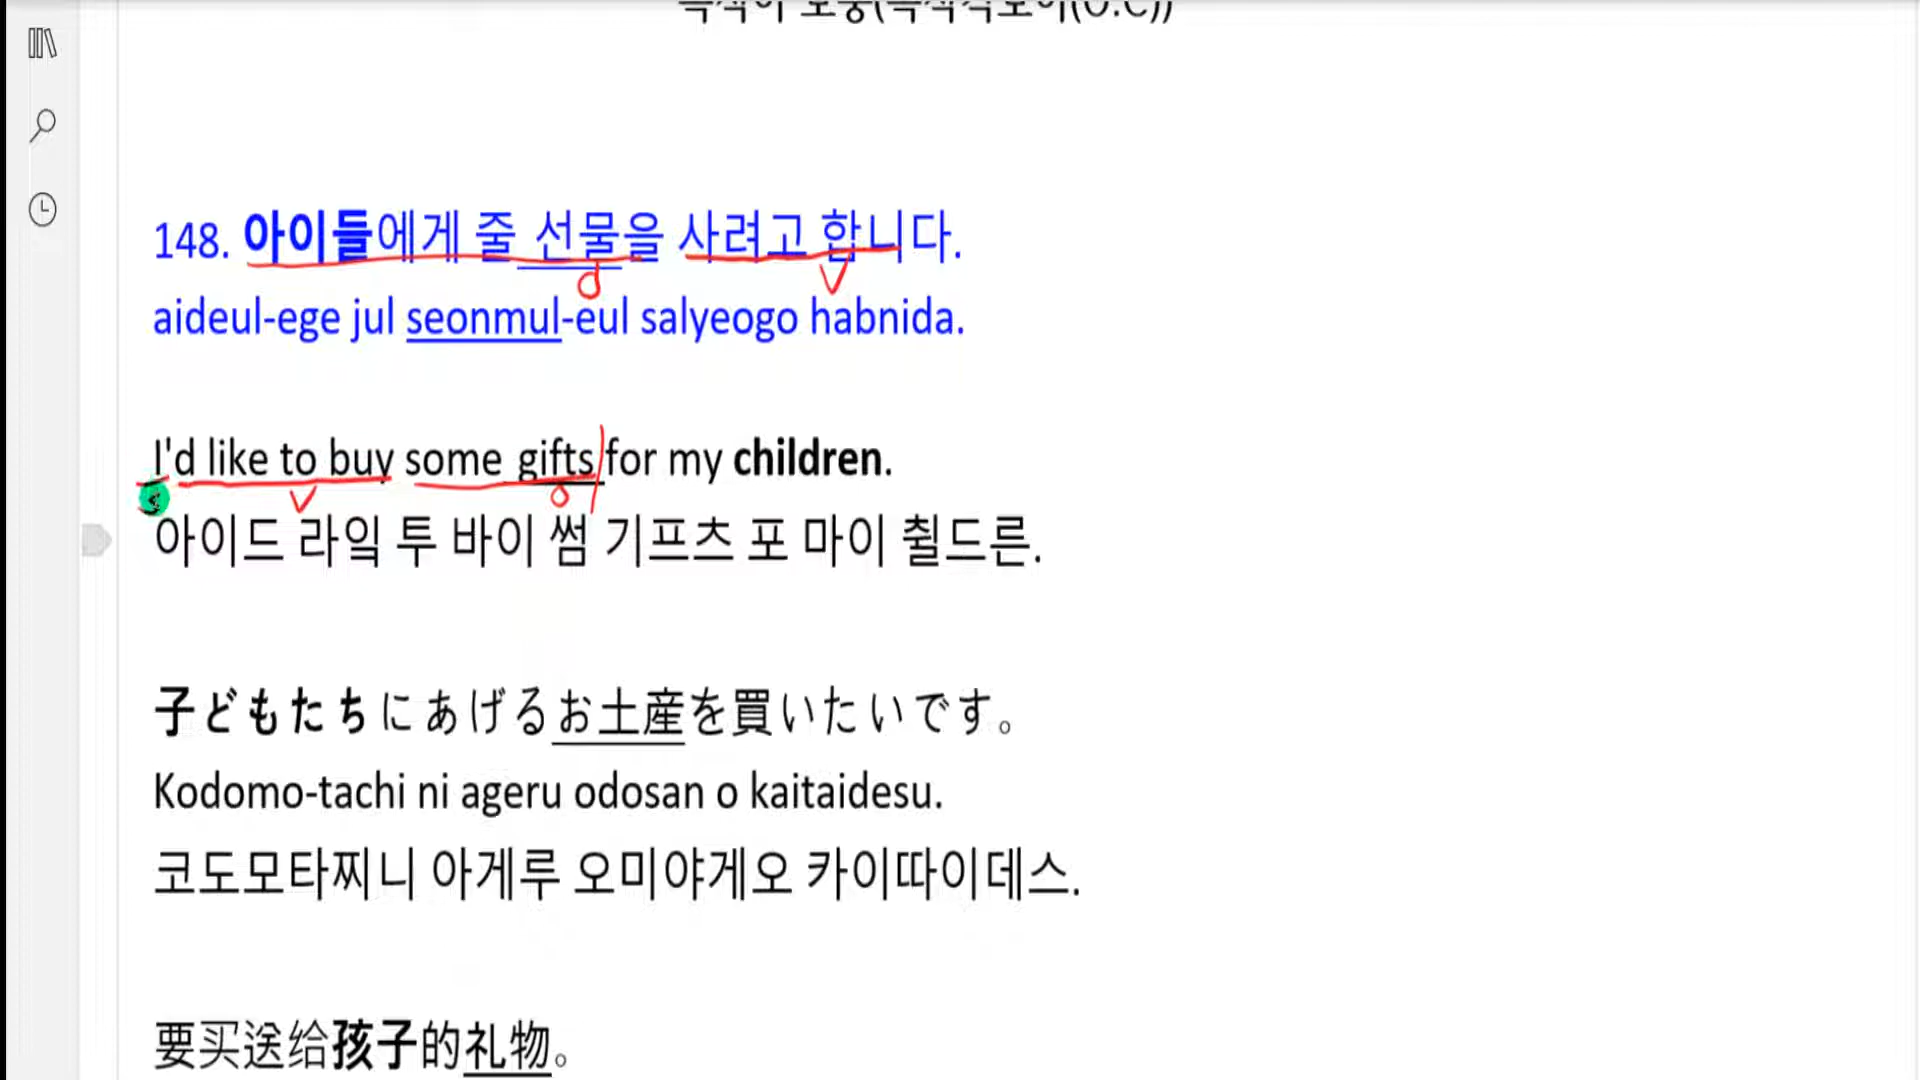 148. 아이들에게 줄 선물을 사려고 합니다.
o V
aideul-ege jul seonmul-eul salyeogo habnida.
I'd like to buy some gifts for my children.
s V o
아이드 라잌 투 바이 썸 기프츠 포 마이 췰드른.
子どもたちにあげるお土産を買いたいです。
Kodomo-tachi ni ageru odosan o kaitaidesu.
코도모타찌니 아게루 오미야게오 카이따이데스.
要买送给孩子的礼物。